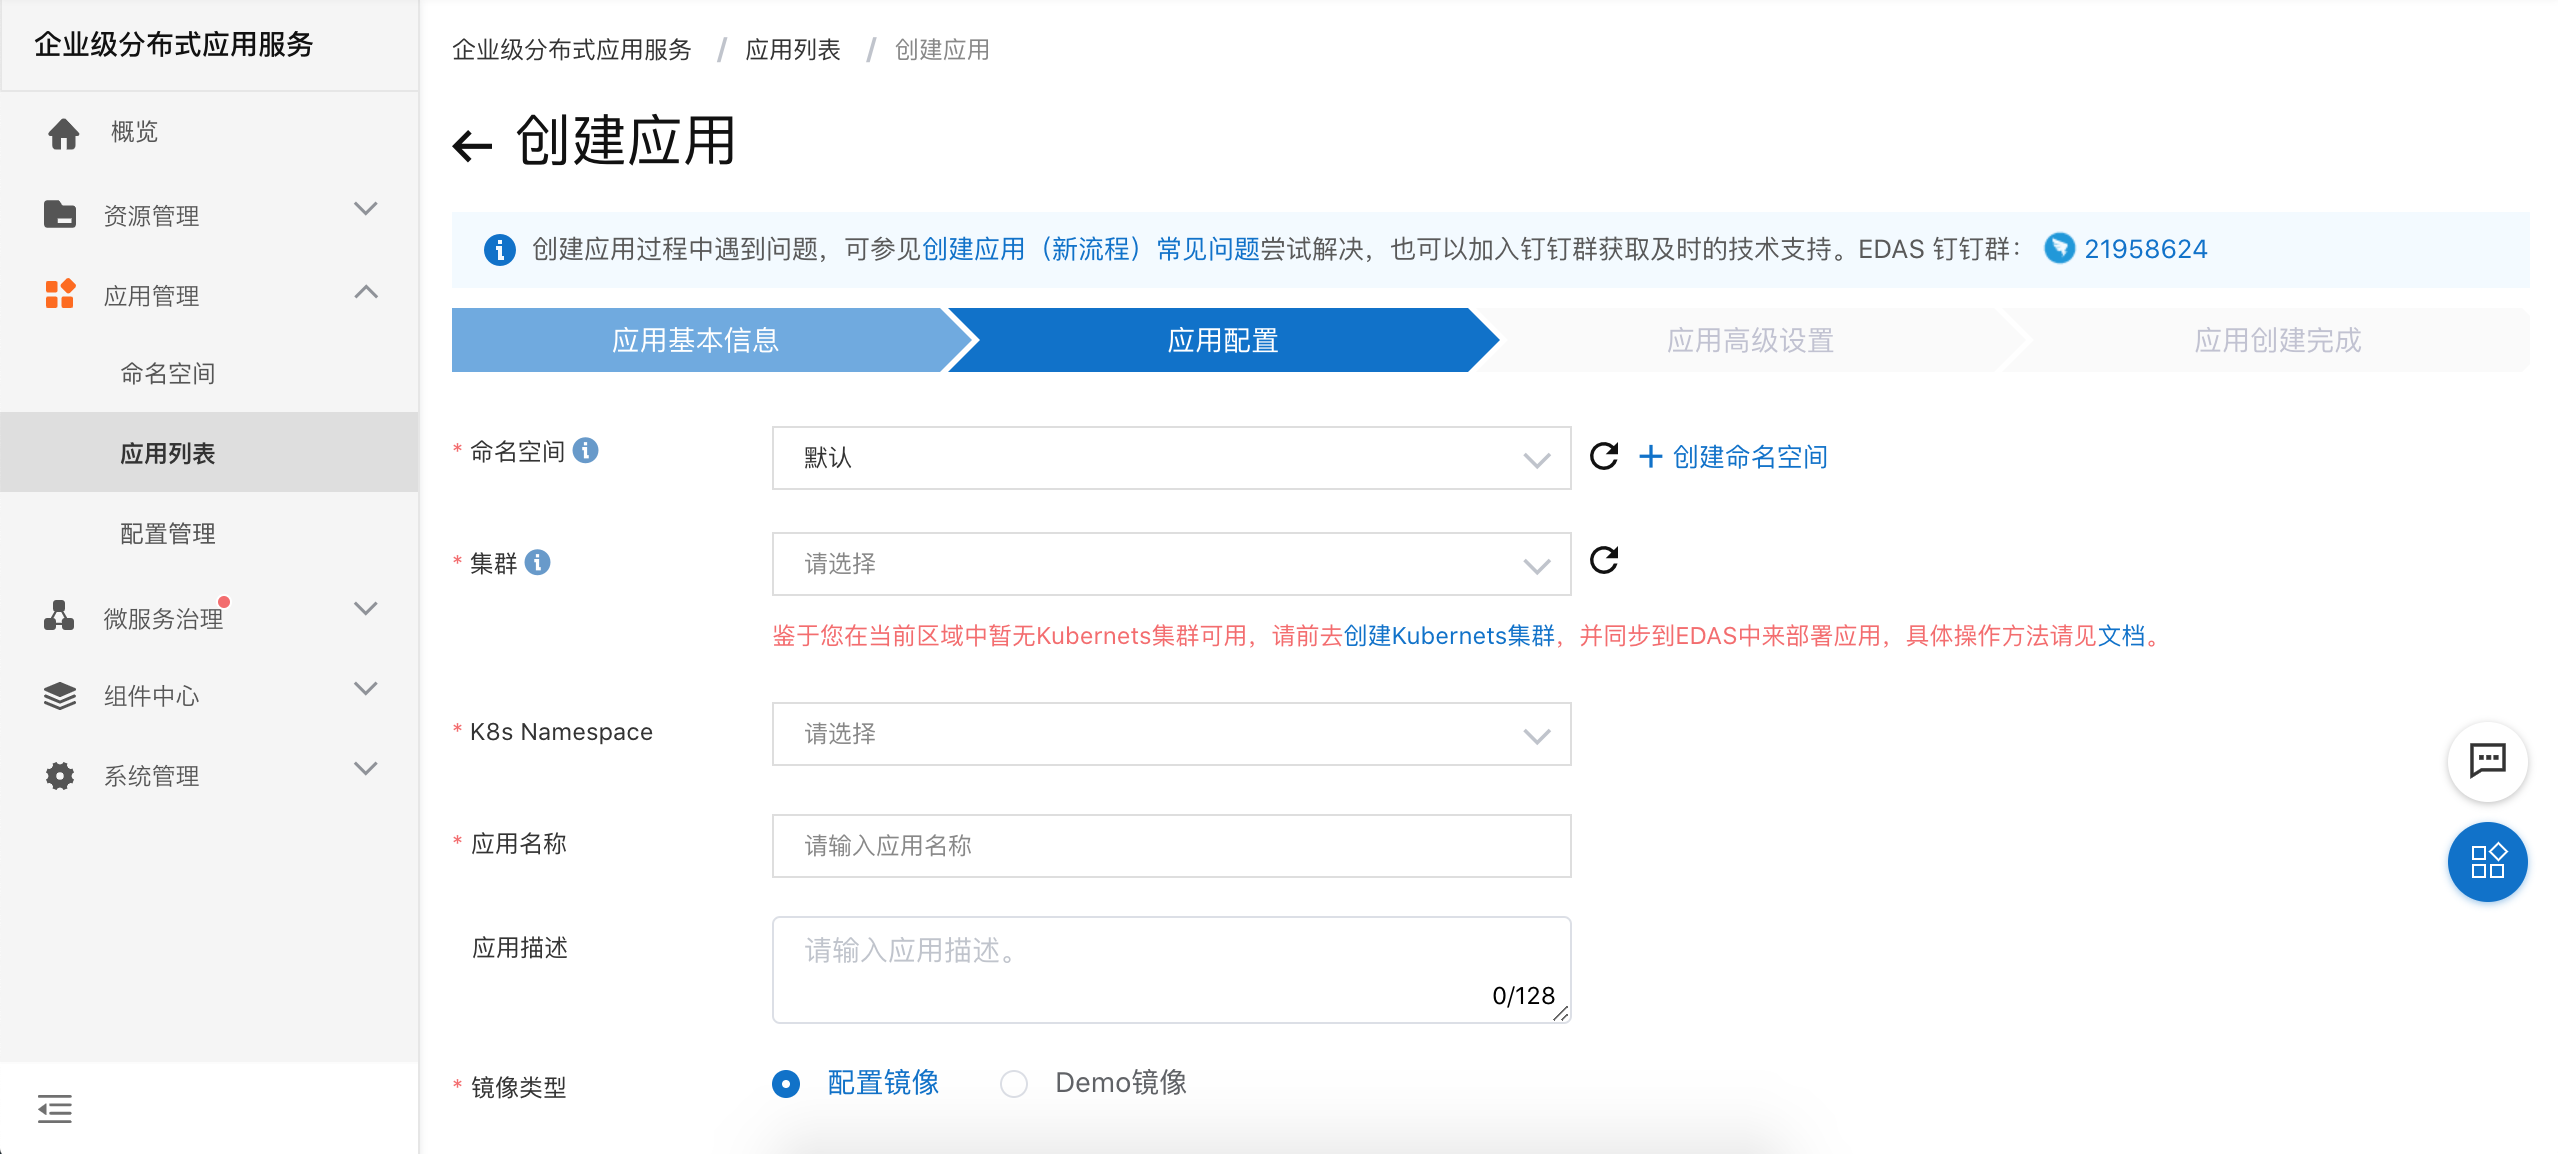 企业级分布式应用服务
概览
资源管理
应用管理
命名空间
应用列表
配置管理
微服务治理
组件中心
系统管理
企业级分布式应用服务 / 应用列表 / 创建应用
创建应用
创建应用过程中遇到问题，可参见创建应用（新流程）常见问题尝试解决，也可以加入钉钉群获取及时的技术支持。EDAS 钉钉群： 21958624
应用基本信息 应用配置 应用高级设置 应用创建完成
* 命名空间 默认 + 创建命名空间
* 集群 请选择
鉴于您在当前区域中暂无Kubernets集群可用，请前去创建Kubernets集群，并同步到EDAS中来部署应用，具体操作方法请见文档。
* K8s Namespace 请选择
* 应用名称 请输入应用名称
应用描述 请输入应用描述。
0/128
* 镜像类型 配置镜像 Demo镜像